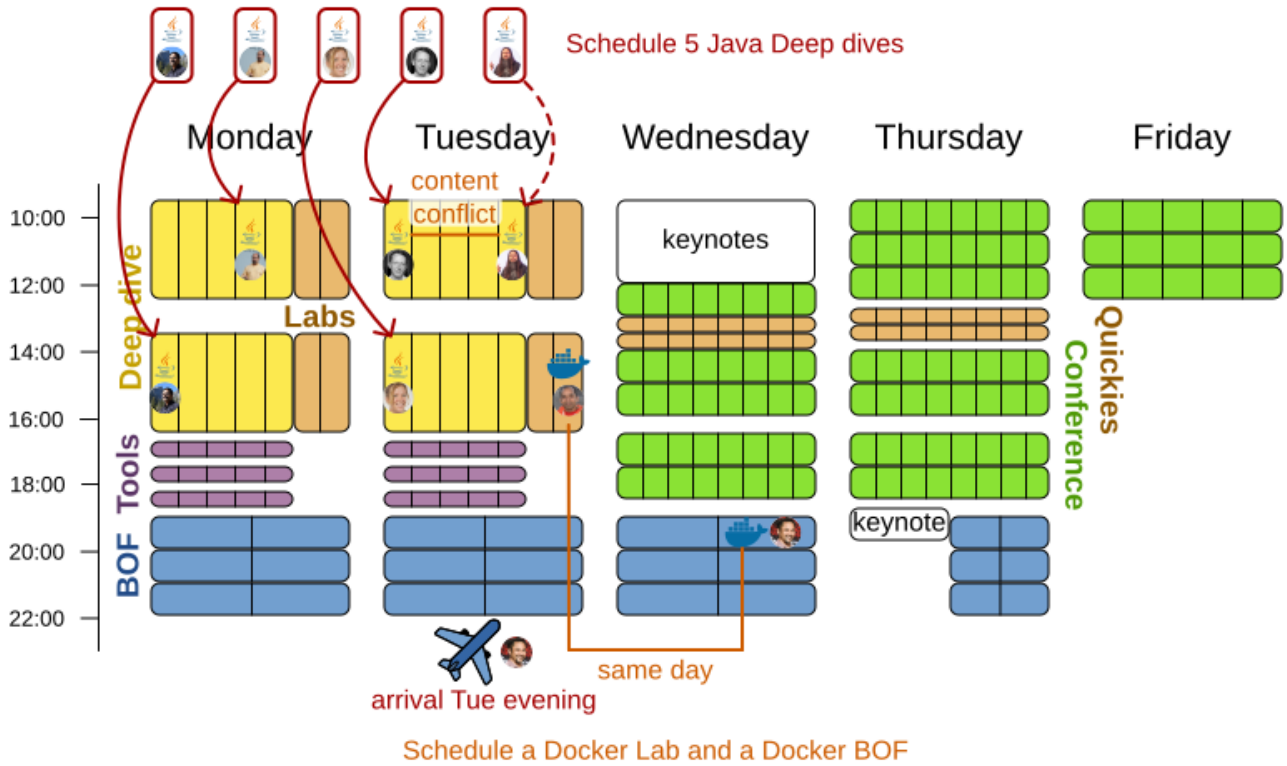 Schedule 5 Java Deep dives
Monday
Tuesday
Wednesday
Thursday
Friday
content
conflict
10:00
keynotes
12:00
Deep dive
Labs
Quickies
14:00
Conference
16:00
Tools
18:00
keynote
BOF
20:00
22:00
same day
arrival Tue evening
Schedule a Docker Lab and a Docker BOF